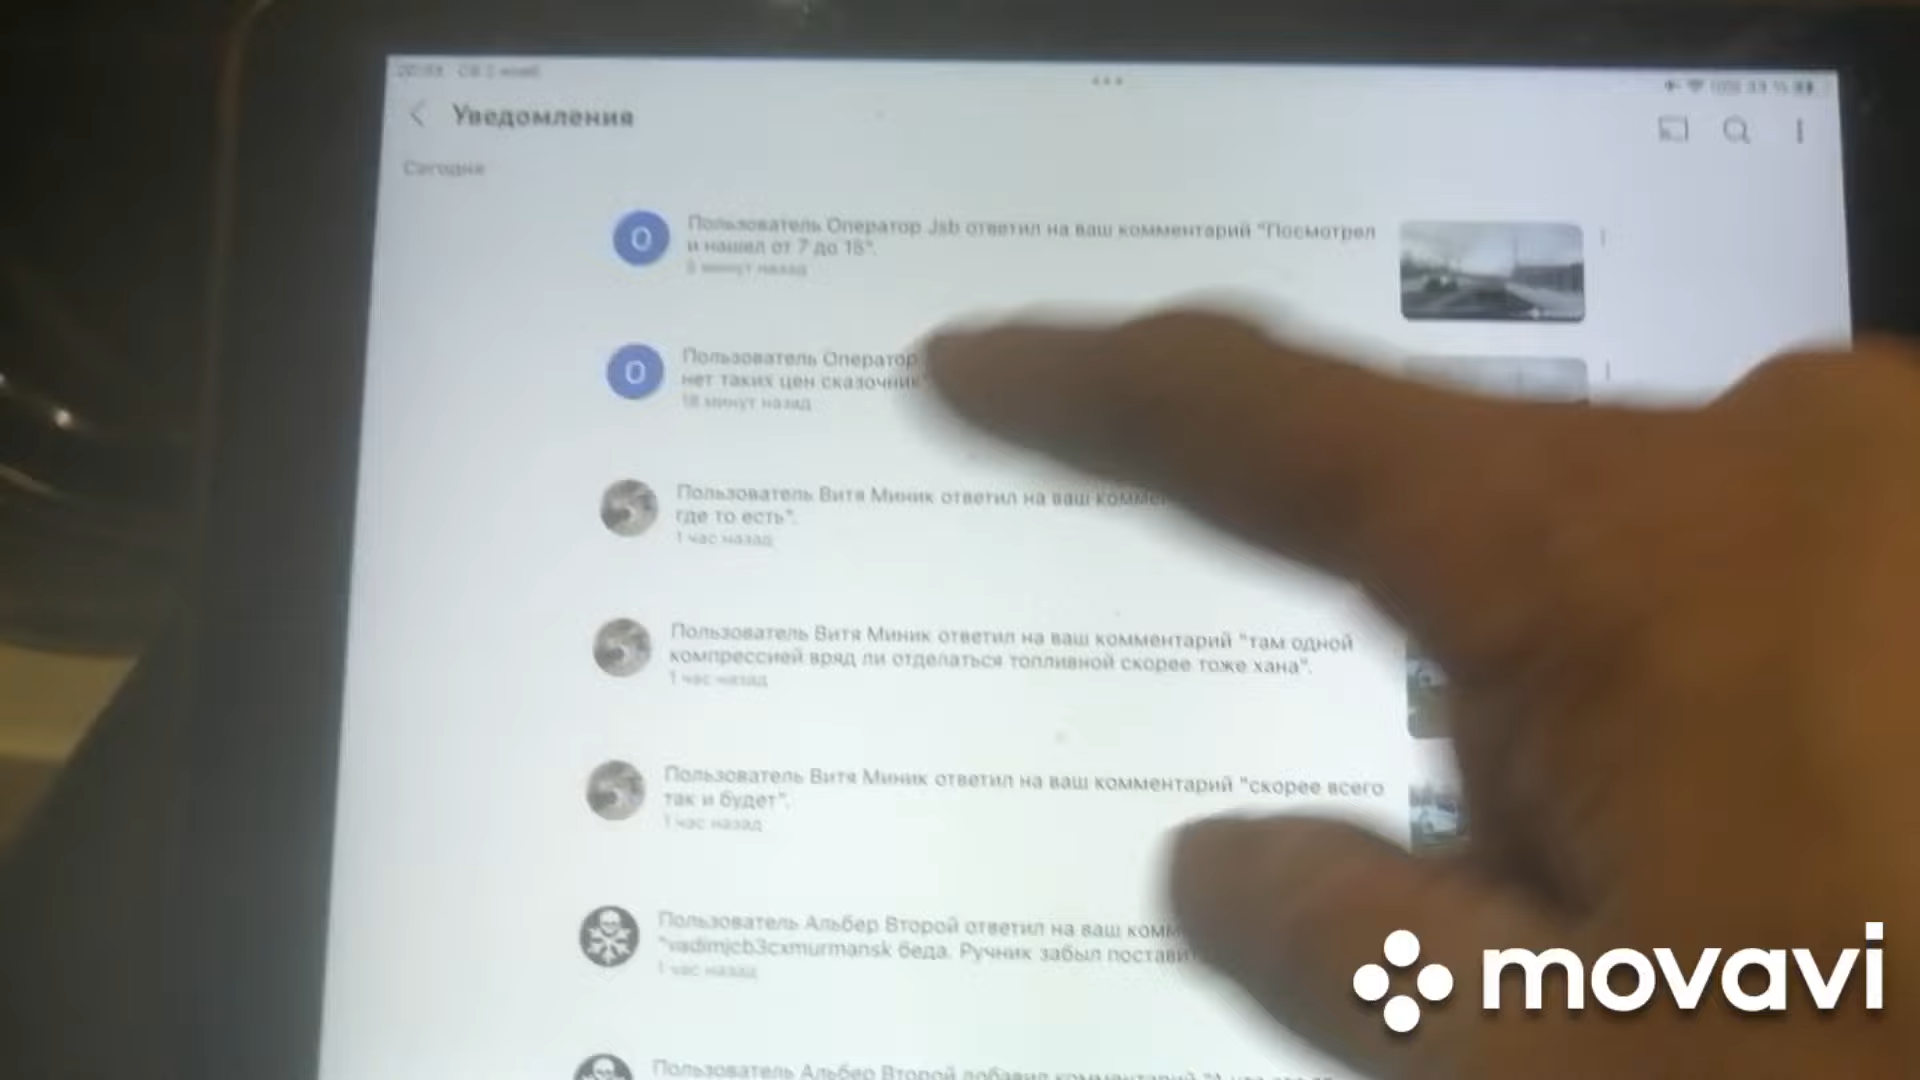 Уведомления
Сегодня
Пользователь Оператор Jsb ответил на ваш комментарий "Посмотрел
и нашел от 7 до 15".
18 минут назад
Пользователь Оператор
нет таких цен сказочник
Пользователь Витя Миник ответил на ваш
где то есть".
1 час назад
Пользователь Витя Миник ответил на ваш комментарий "там одной
компрессией вряд ли отделаться топливной скорее тоже хана".
1 час назад
Пользователь Витя Миник ответил на ваш комментарий "скорее всего
так и будет".
1 час назад
Пользователь Альбер Второй ответил на ваш
"vadimjcb3cxmurmansk беда. Ручник забыл
1 час назад
Пользователь Альбер Второй добавил комментарий
movavi